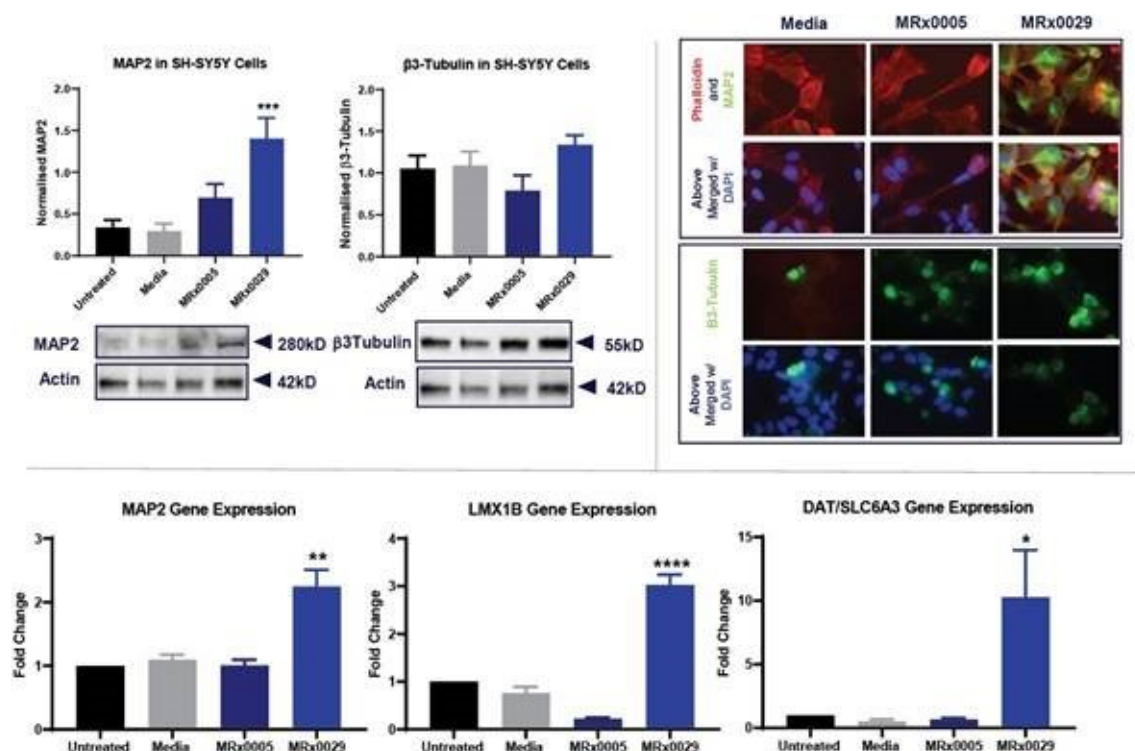 MAP2 in SH-SY5Y Cells
Normalised MAP2
2.0
1.5
1.0
0.5
0.0
***
Untreated
Media
MRx0005
MRx0029
β3-Tubulin in SH-SY5Y Cells
Normalised β3-Tubulin
2.0
1.5
1.0
0.5
0.0
Untreated
Media
MRx0005
MRx0029
MAP2
280kD
Actin
42kD
β3Tubulin
55kD
Actin
42kD
Media MRx0005 MRx0029
Phalloidin
and
MAP2
Above
Merged w/
DAPI
B3-Tubulin
Above
Merged w/
DAPI
MAP2 Gene Expression
Fold Change
3
2
1
0
**
Untreated Media MRx0005 MRx0029
LMX1B Gene Expression
Fold Change
4
3
2
1
0
****
Untreated Media MRx0005 MRx0029
DAT/SLC6A3 Gene Expression
Fold Change
15
10
5
0
*
Untreated Media MRx0005 MRx0029